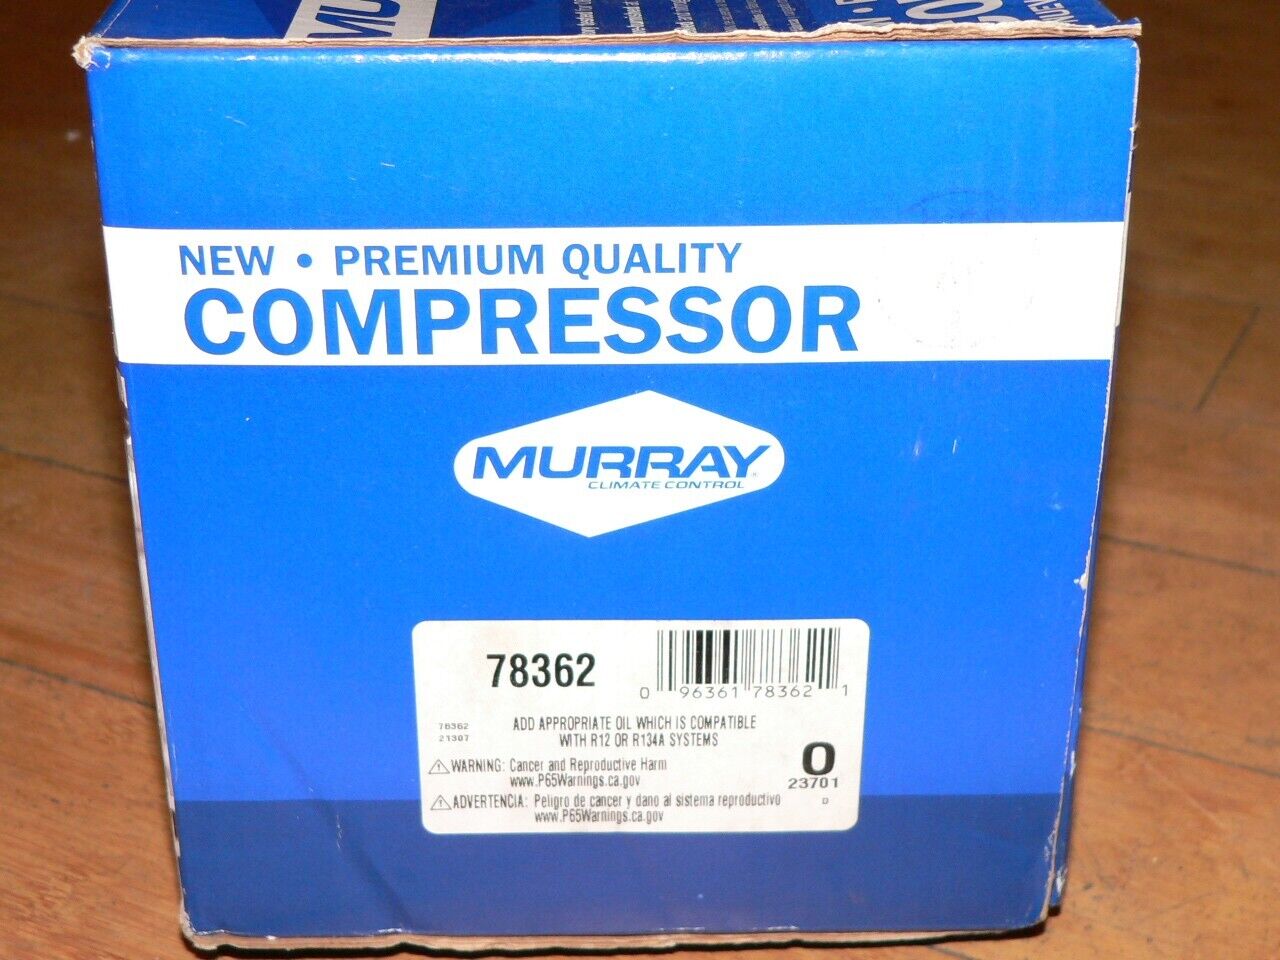 MU
NEW • PREMIUM QUALITY
COMPRESSOR
MURRAY
CLIMATE CONTROL
78362
0 96361 78362 1
78362
21307
ADD APPROPRIATE OIL WHICH IS COMPATIBLE
WITH R12 OR R134A SYSTEMS
O
23701
D
WARNING: Cancer and Reproductive Harm
www.P65Warnings.ca.gov
ADVERTENCIA: Peligro de cancer y dano al sistema reproductivo
www.P65Warnings.ca.gov